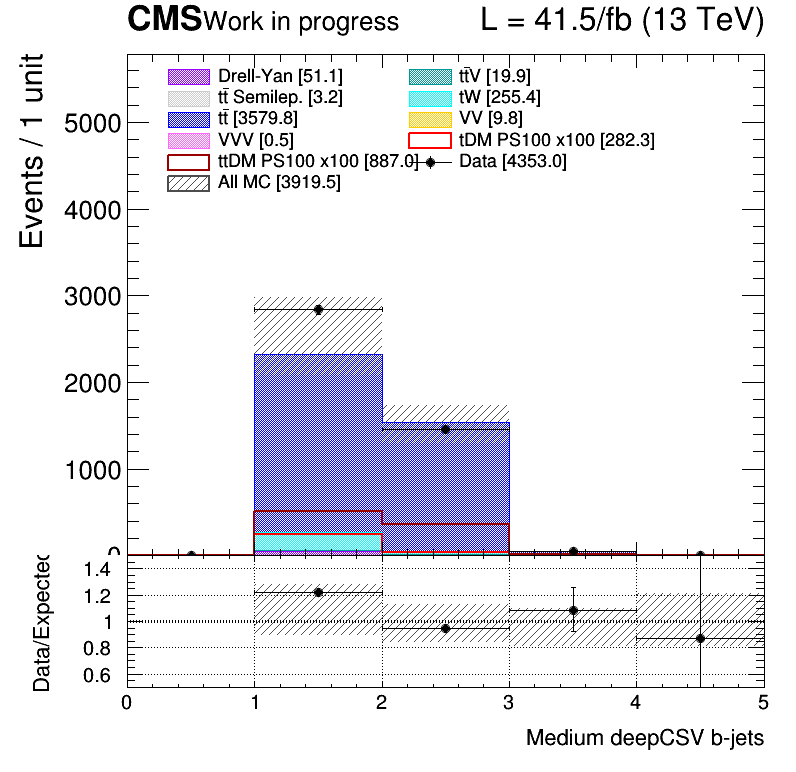 CMS Work in progress L = 41.5/fb (13 TeV)
Drell-Yan [51.1] tt̄V [19.9]
tt̄ Semilep. [3.2] tW [255.4]
tt̄ [3579.8] VV [9.8]
VVV [0.5] tDM PS100 x100 [282.3]
ttDM PS100 x100 [887.0] Data [4353.0]
All MC [3919.5]
Events / 1 unit
5000
4000
3000
2000
1000
0
Data/Expected
1.4
1.2
1
0.8
0.6
0 1 2 3 4 5
Medium deepCSV b-jets